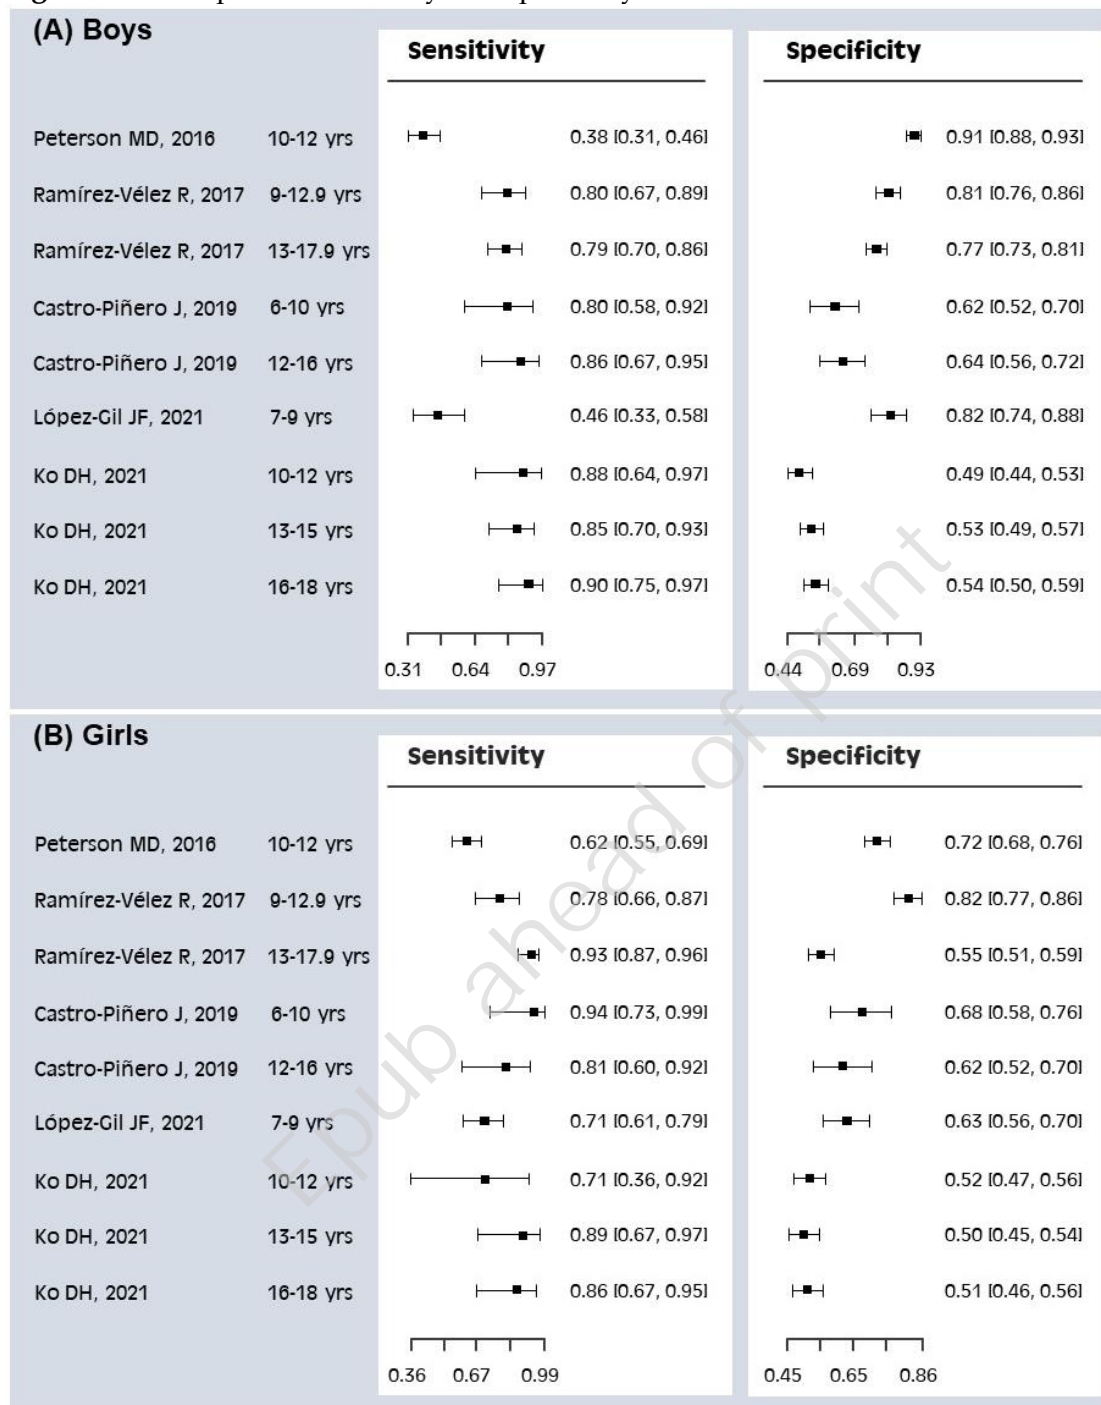 (A) Boys
Sensitivity Specificity
Peterson MD, 2016 10-12 yrs 0.38 [0.31, 0.46] 0.91 [0.88, 0.93]
Ramírez-Vélez R, 2017 9-12.9 yrs 0.80 [0.67, 0.89] 0.81 [0.76, 0.86]
Ramírez-Vélez R, 2017 13-17.9 yrs 0.79 [0.70, 0.86] 0.77 [0.73, 0.81]
Castro-Piñero J, 2019 6-10 yrs 0.80 [0.58, 0.92] 0.62 [0.52, 0.70]
Castro-Piñero J, 2019 12-16 yrs 0.86 [0.67, 0.95] 0.64 [0.56, 0.72]
López-Gil JF, 2021 7-9 yrs 0.46 [0.33, 0.58] 0.82 [0.74, 0.88]
Ko DH, 2021 10-12 yrs 0.88 [0.64, 0.97] 0.49 [0.44, 0.53]
Ko DH, 2021 13-15 yrs 0.85 [0.70, 0.93] 0.53 [0.49, 0.57]
Ko DH, 2021 16-18 yrs 0.90 [0.75, 0.97] 0.54 [0.50, 0.59]
0.31 0.64 0.97 0.44 0.69 0.93
(B) Girls
Sensitivity Specificity
Peterson MD, 2016 10-12 yrs 0.62 [0.55, 0.69] 0.72 [0.68, 0.76]
Ramírez-Vélez R, 2017 9-12.9 yrs 0.78 [0.66, 0.87] 0.82 [0.77, 0.86]
Ramírez-Vélez R, 2017 13-17.9 yrs 0.93 [0.87, 0.96] 0.55 [0.51, 0.59]
Castro-Piñero J, 2019 6-10 yrs 0.94 [0.73, 0.99] 0.68 [0.58, 0.76]
Castro-Piñero J, 2019 12-16 yrs 0.81 [0.60, 0.92] 0.62 [0.52, 0.70]
López-Gil JF, 2021 7-9 yrs 0.71 [0.61, 0.79] 0.63 [0.56, 0.70]
Ko DH, 2021 10-12 yrs 0.71 [0.36, 0.92] 0.52 [0.47, 0.56]
Ko DH, 2021 13-15 yrs 0.89 [0.67, 0.97] 0.50 [0.45, 0.54]
Ko DH, 2021 16-18 yrs 0.86 [0.67, 0.95] 0.51 [0.46, 0.56]
0.36 0.67 0.99 0.45 0.65 0.86
Epub ahead of print